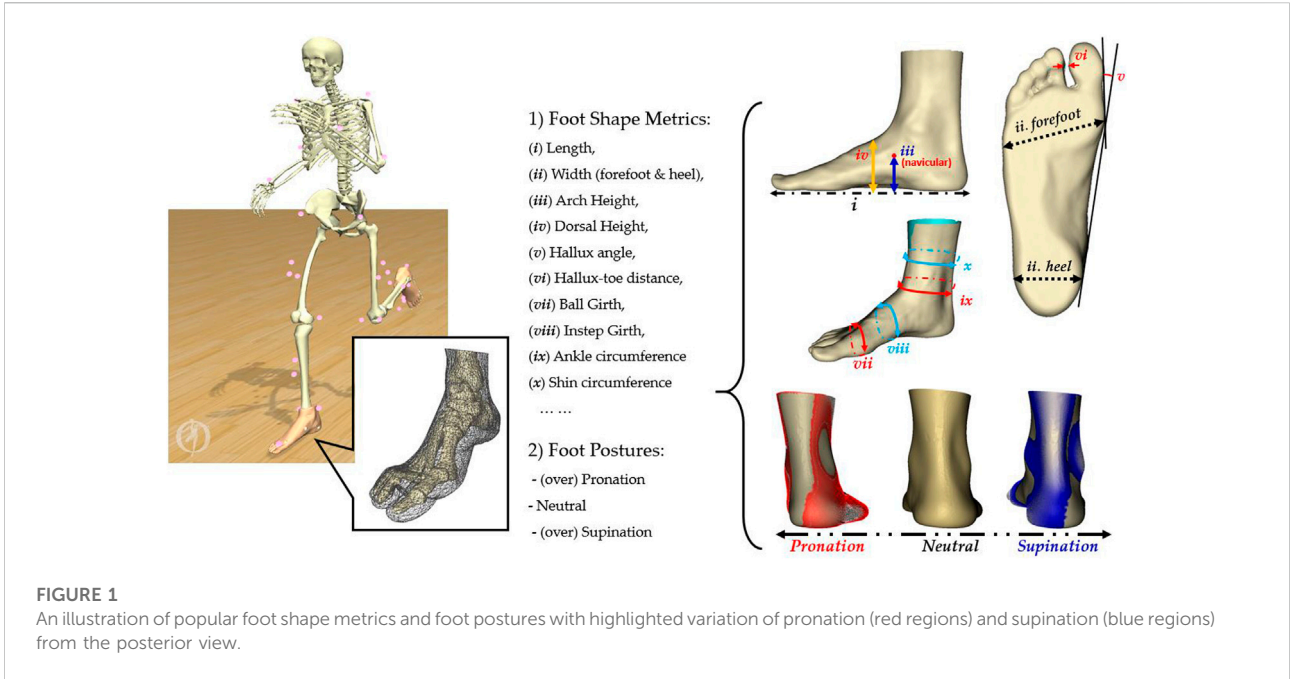 1) Foot Shape Metrics:
(i) Length,
(ii) Width (forefoot & heel),
(iii) Arch Height,
(iv) Dorsal Height,
(v) Hallux angle,
(vi) Hallux-toe distance,
(vii) Ball Girth,
(viii) Instep Girth,
(ix) Ankle circumference
(x) Shin circumference
... ...
2) Foot Postures:
- (over) Pronation
- Neutral
- (over) Supination
iv
iii
(navicular)
i
vi
v
ii. forefoot
ii. heel
x
ix
viii
vii
Pronation
Neutral
Supination
FIGURE 1
An illustration of popular foot shape metrics and foot postures with highlighted variation of pronation (red regions) and supination (blue regions)
from the posterior view.